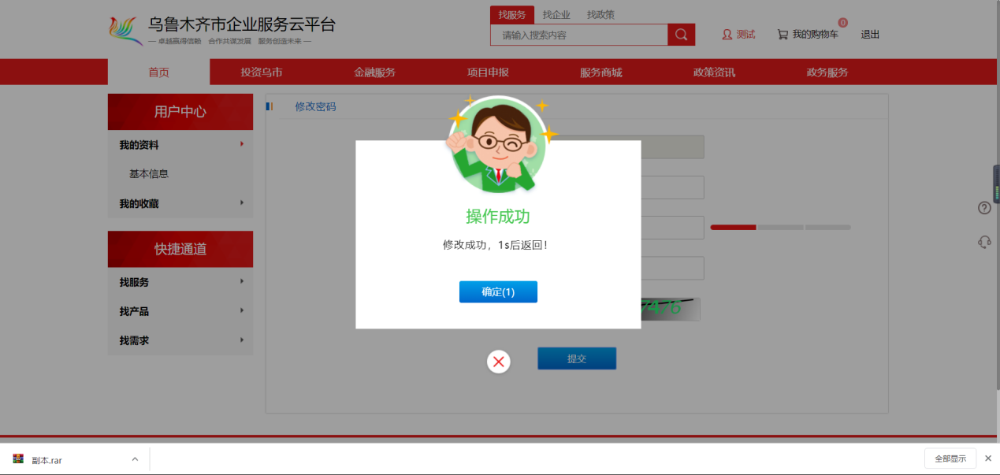 乌鲁木齐市企业服务云平台
— 卓越赢得信赖 合作共谋发展 服务创造未来 —
找服务 找企业 找政策
请输入搜索内容
测试
我的购物车
0
退出
首页 投资乌市 金融服务 项目申报 服务商城 政策资讯 政务服务
用户中心
我的资料
基本信息
我的收藏
快捷通道
找服务
找产品
找需求
修改密码
操作成功
修改成功，1s后返回！
确定(1)
7476
提交
副本.rar
全部显示